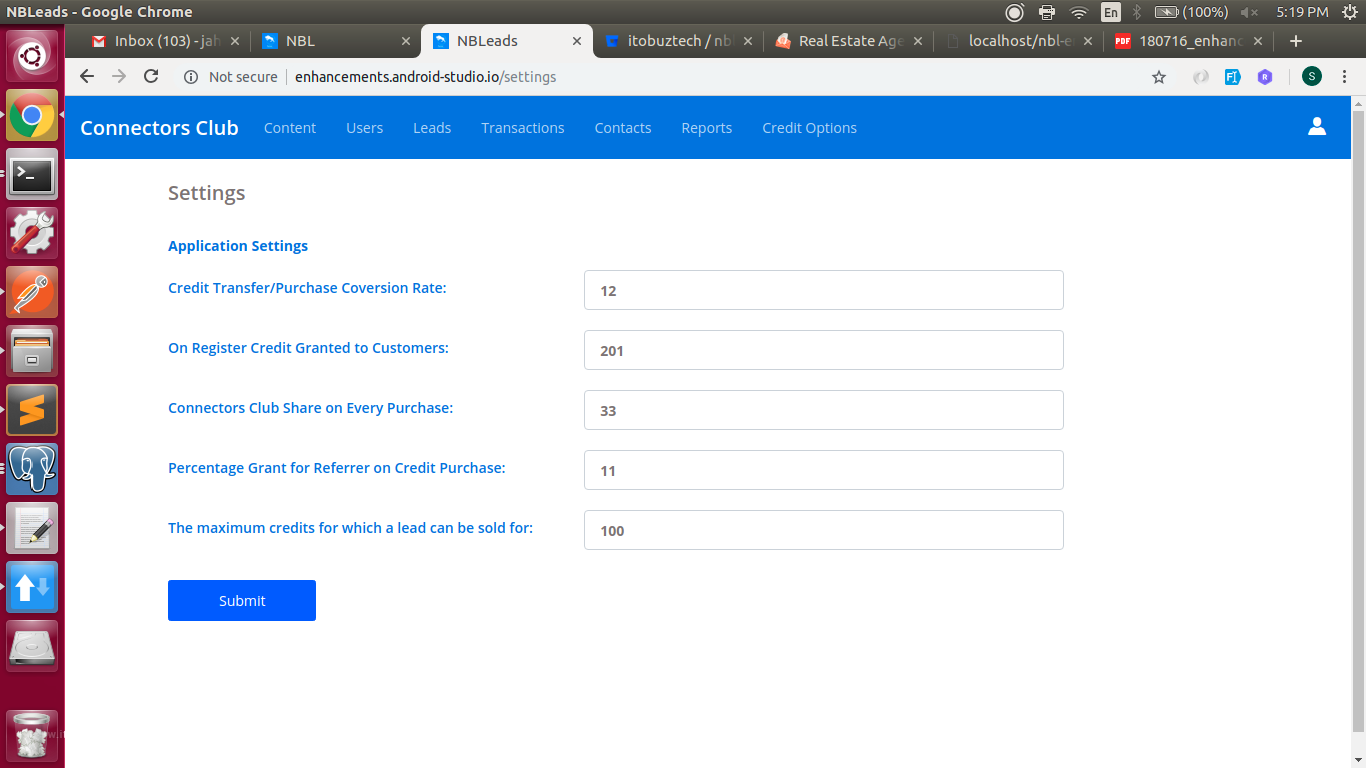 NBLeads - Google Chrome
En
(100%)
5:19 PM
Inbox (103) - jah
NBL
NBLeads
itobuztech / nbl
Real Estate Age
localhost/nbl-e
PDF
180716_enhanc
Not secure
enhancements.android-studio.io/settings
R
S
Connectors Club
Content
Users
Leads
Transactions
Contacts
Reports
Credit Options
Settings
Application Settings
Credit Transfer/Purchase Coversion Rate:
12
On Register Credit Granted to Customers:
201
Connectors Club Share on Every Purchase:
33
Percentage Grant for Referrer on Credit Purchase:
11
The maximum credits for which a lead can be sold for:
100
Submit